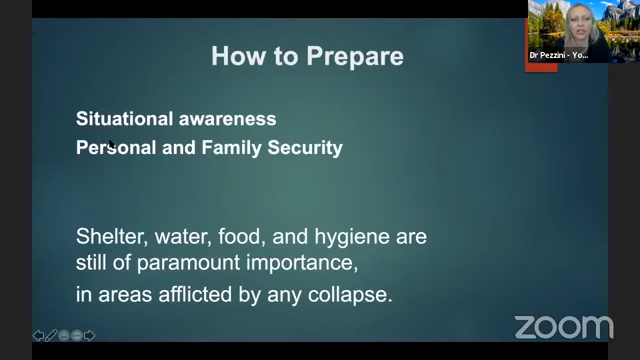 How to Prepare
Dr Pezzini - Yo...
Situational awareness
Personal and Family Security
Shelter, water, food, and hygiene are
still of paramount importance,
in areas afflicted by any collapse.
zoom